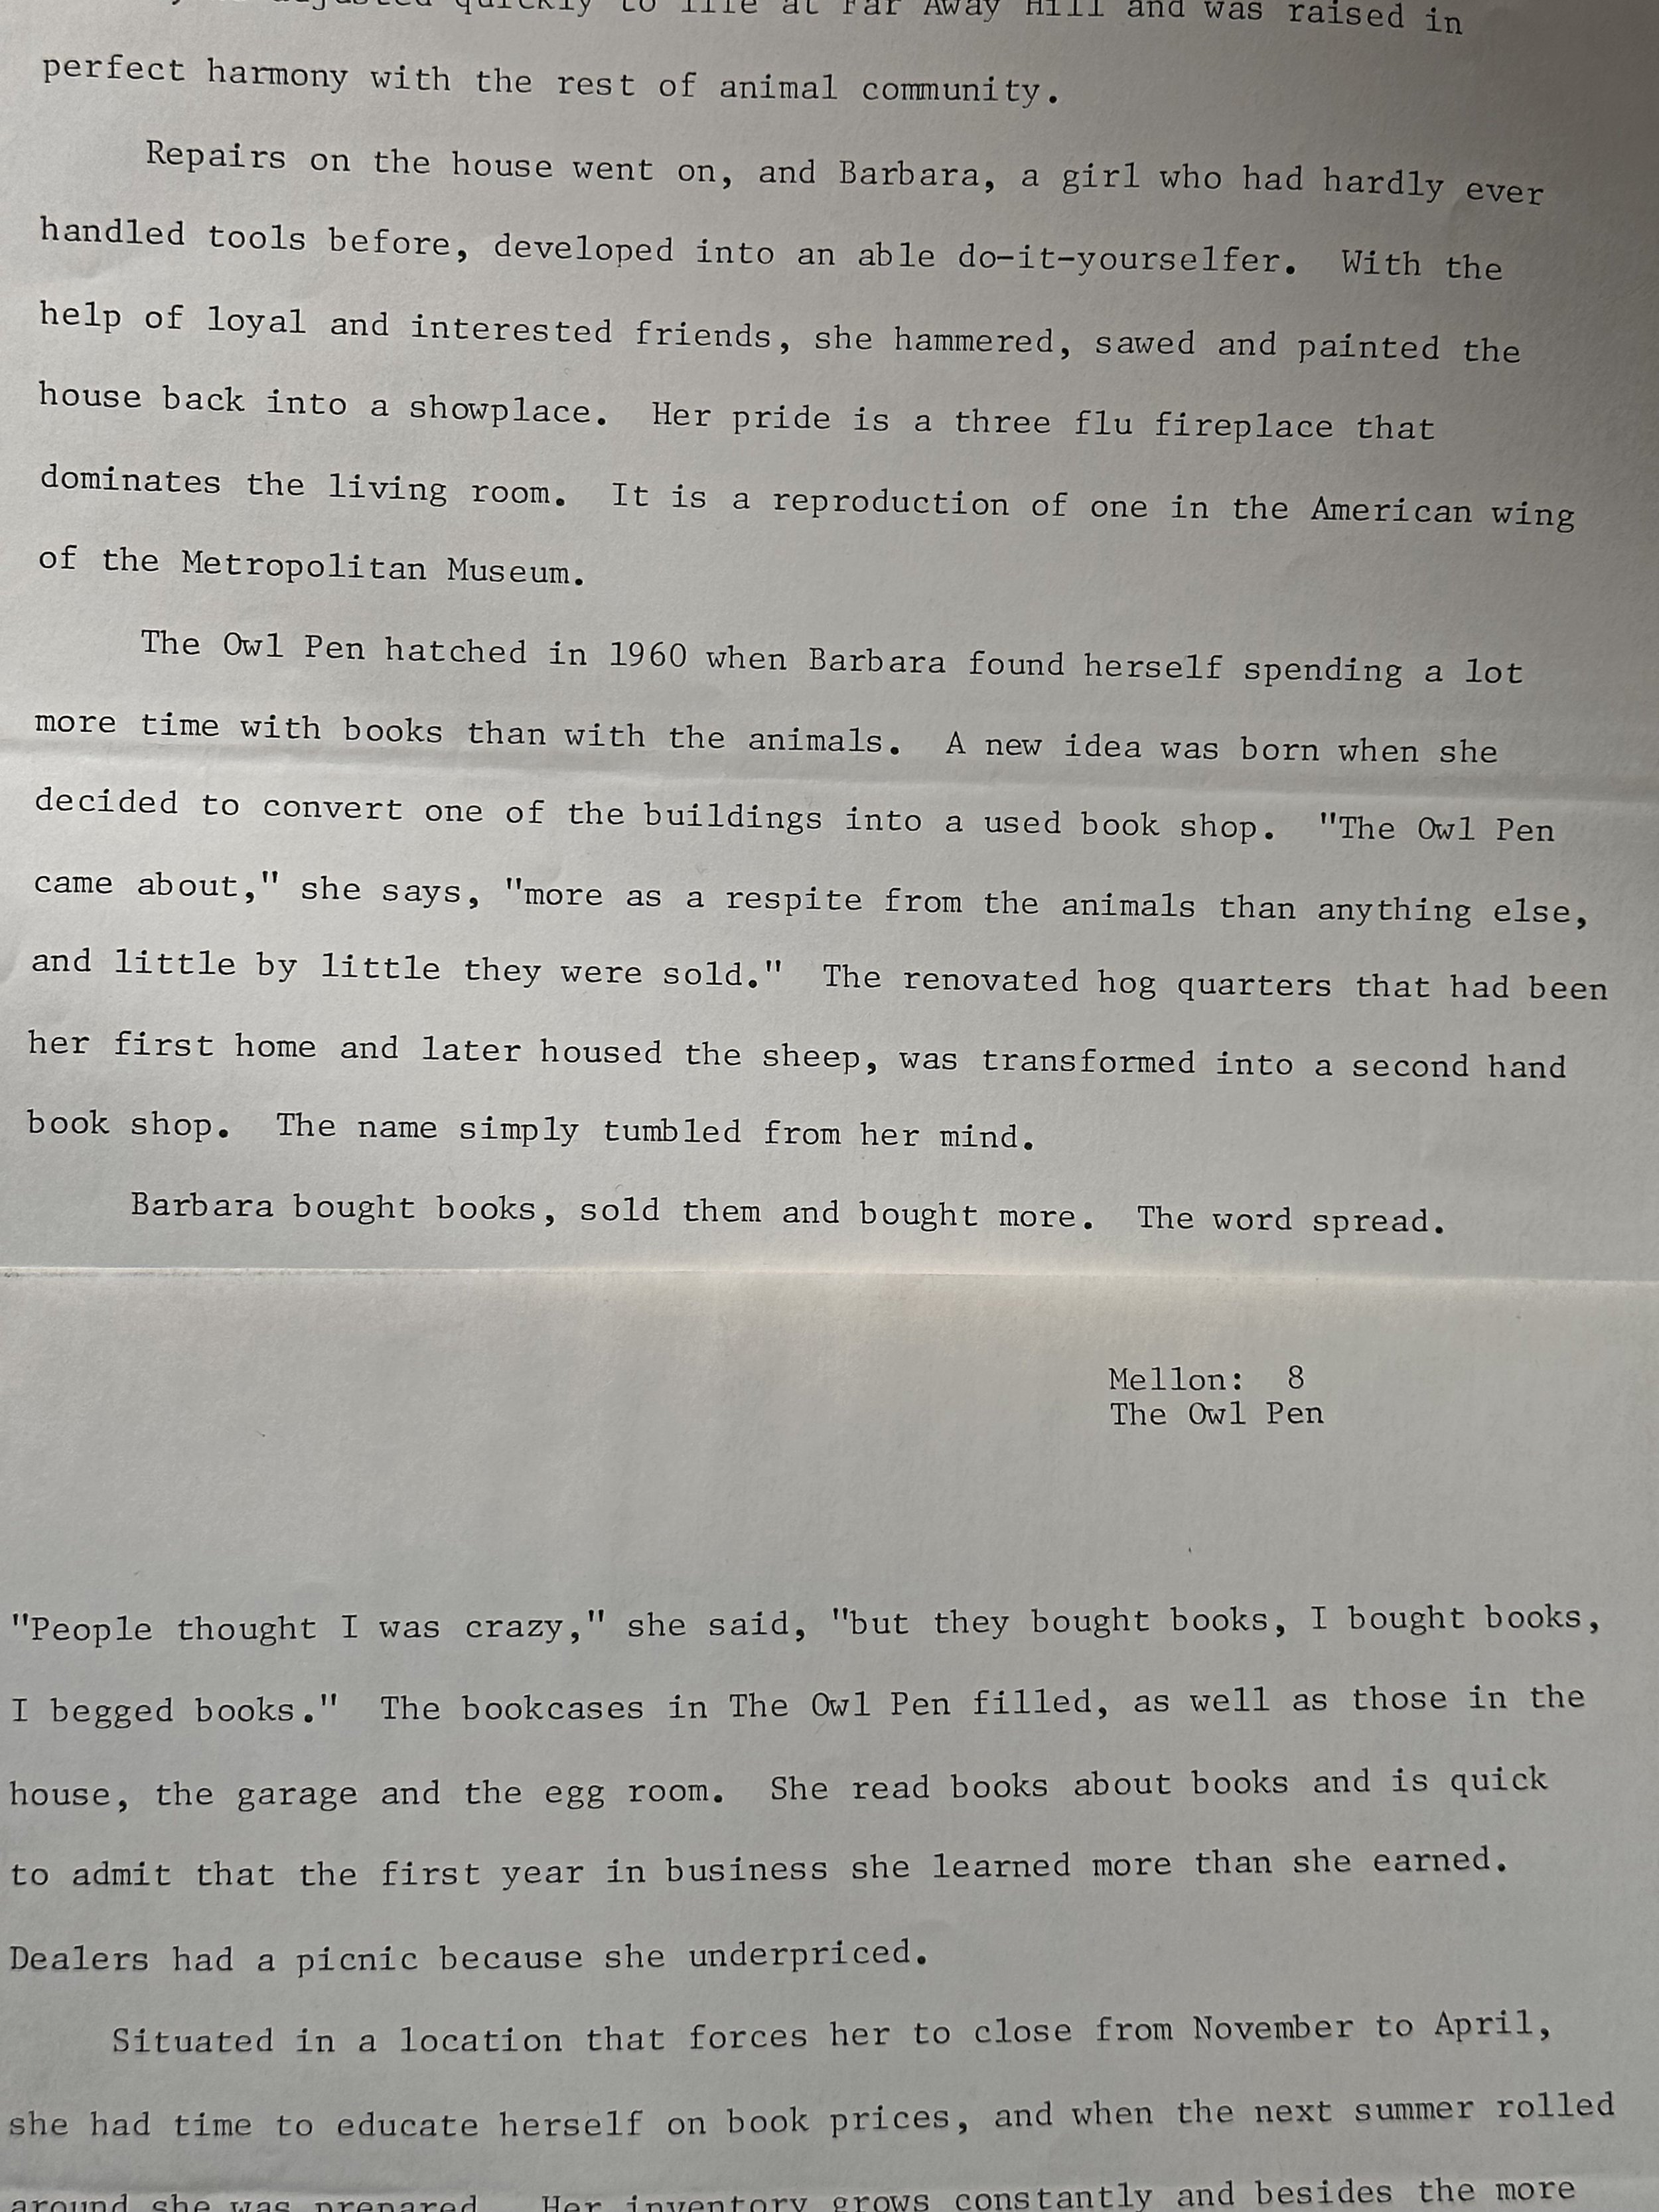 adjusted quickly to life at Far Away Hill and was raised in
perfect harmony with the rest of animal community.
Repairs on the house went on, and Barbara, a girl who had hardly ever
handled tools before, developed into an able do-it-yourselfer.  With the
help of loyal and interested friends, she hammered, sawed and painted the
house back into a showplace.  Her pride is a three flu fireplace that
dominates the living room.  It is a reproduction of one in the American wing
of the Metropolitan Museum.
The Owl Pen hatched in 1960 when Barbara found herself spending a lot
more time with books than with the animals.  A new idea was born when she
decided to convert one of the buildings into a used book shop.  "The Owl Pen
came about," she says, "more as a respite from the animals than anything else,
and little by little they were sold."  The renovated hog quarters that had been
her first home and later housed the sheep, was transformed into a second hand
book shop.  The name simply tumbled from her mind.
Barbara bought books, sold them and bought more.  The word spread.
Mellon:  8
The Owl Pen
"People thought I was crazy," she said, "but they bought books, I bought books,
I begged books."  The bookcases in The Owl Pen filled, as well as those in the
house, the garage and the egg room.  She read books about books and is quick
to admit that the first year in business she learned more than she earned.
Dealers had a picnic because she underpriced.
Situated in a location that forces her to close from November to April,
she had time to educate herself on book prices, and when the next summer rolled
around she was prepared.  Her inventory grows constantly and besides the more